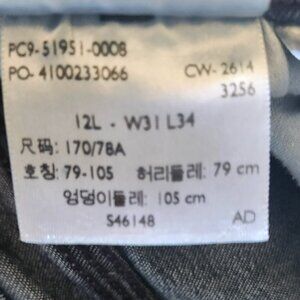 PC9-51951-0008
PO- 4100233066 CW-2614
3256
12L - W31 L34
尺码: 170/78A
호칭: 79-105 허리둘레: 79 cm
엉덩이둘레: 105 cm
S46148 AD